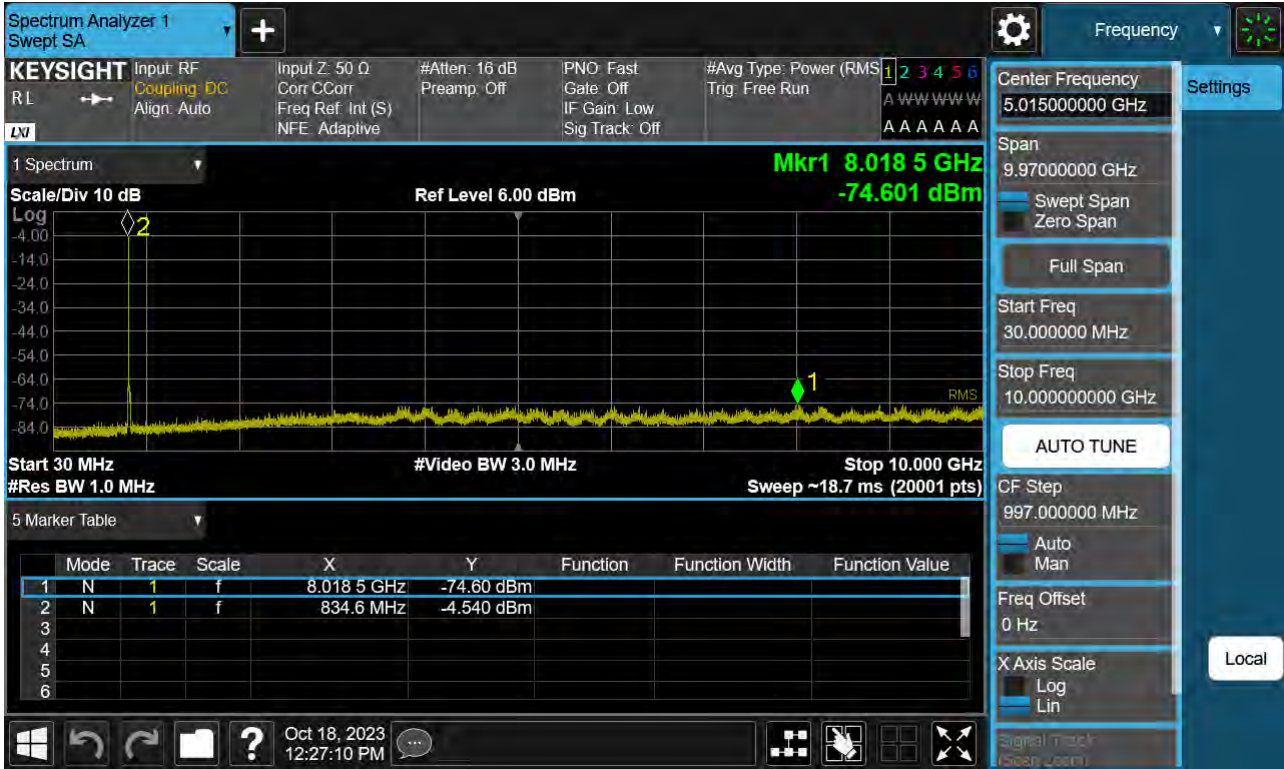 Spectrum Analyzer 1
Swept SA
+
Frequency
KEYSIGHT
RL
LXI
Input: RF
Coupling: DC
Align: Auto
Input Z: 50 Ω
Corr CCorr
Freq Ref: Int (S)
NFE: Adaptive
#Atten: 16 dB
Preamp: Off
PNO: Fast
Gate: Off
IF Gain: Low
Sig Track: Off
#Avg Type: Power (RMS
Trig: Free Run
1 2 3 4 5 6
A W W W W W
A A A A A A
1 Spectrum
Scale/Div 10 dB
Ref Level 6.00 dBm
Mkr1 8.018 5 GHz
-74.601 dBm
Log
-4.00
-14.0
-24.0
-34.0
-44.0
-54.0
-64.0
-74.0
-84.0
2
1
RMS
Start 30 MHz #Video BW 3.0 MHz Stop 10.000 GHz
#Res BW 1.0 MHz Sweep ~18.7 ms (20001 pts)
5 Marker Table
Mode Trace Scale X Y Function Function Width Function Value
1 N 1 f 8.018 5 GHz -74.60 dBm
2 N 1 f 834.6 MHz -4.540 dBm
3
4
5
6
?
Oct 18, 2023
12:27:10 PM
Center Frequency
5.015000000 GHz
Settings
Span
9.97000000 GHz
Swept Span
Zero Span
Full Span
Start Freq
30.000000 MHz
Stop Freq
10.000000000 GHz
AUTO TUNE
CF Step
997.000000 MHz
Auto
Man
Freq Offset
0 Hz
X Axis Scale
Log
Lin
Local
Signal Track
(Span Zoom)